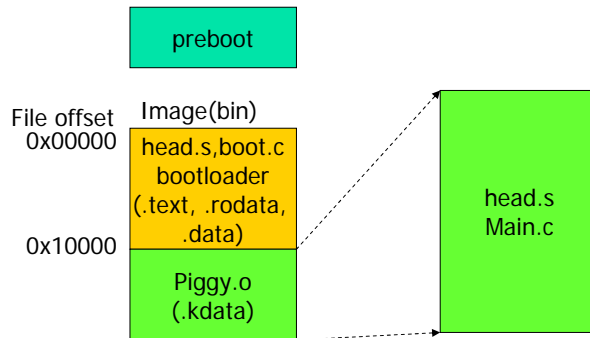 preboot
File offset
Image(bin)
0x00000
head.s,boot.c
bootloader
(.text, .rodata,
.data)
0x10000
Piggy.o
(.kdata)
head.s
Main.c